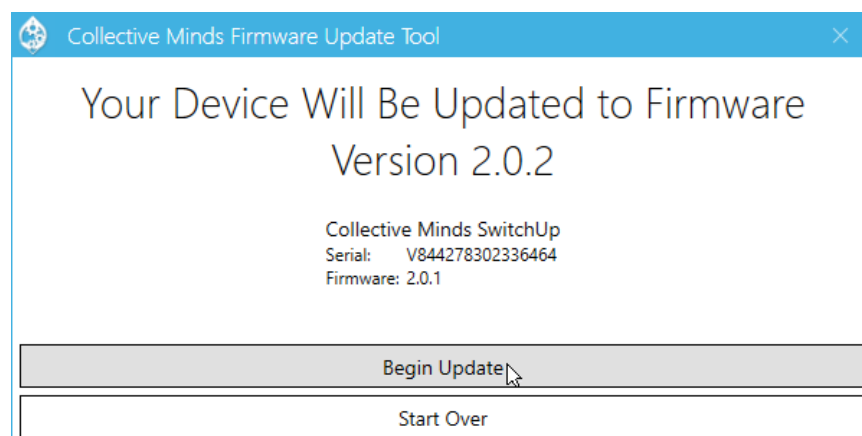 Collective Minds Firmware Update Tool
Your Device Will Be Updated to Firmware
Version 2.0.2
Collective Minds SwitchUp
Serial: V844278302336464
Firmware: 2.0.1
Begin Update
Start Over